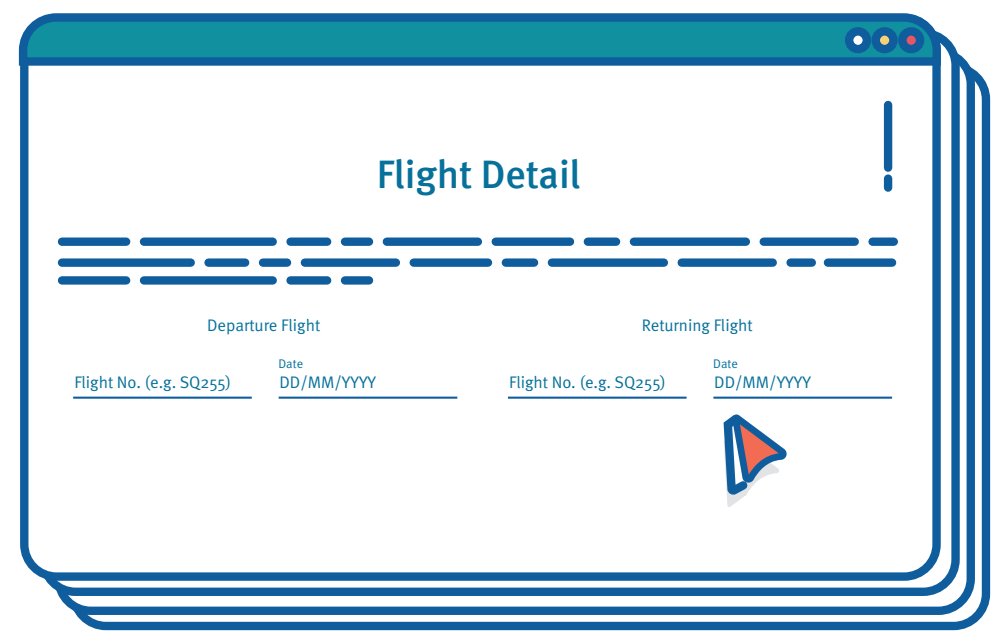 Flight Detail
Departure Flight
Returning Flight
Date
Flight No. (e.g. SQ255)
DD/MM/YYYY
Date
Flight No. (e.g. SQ255)
DD/MM/YYYY